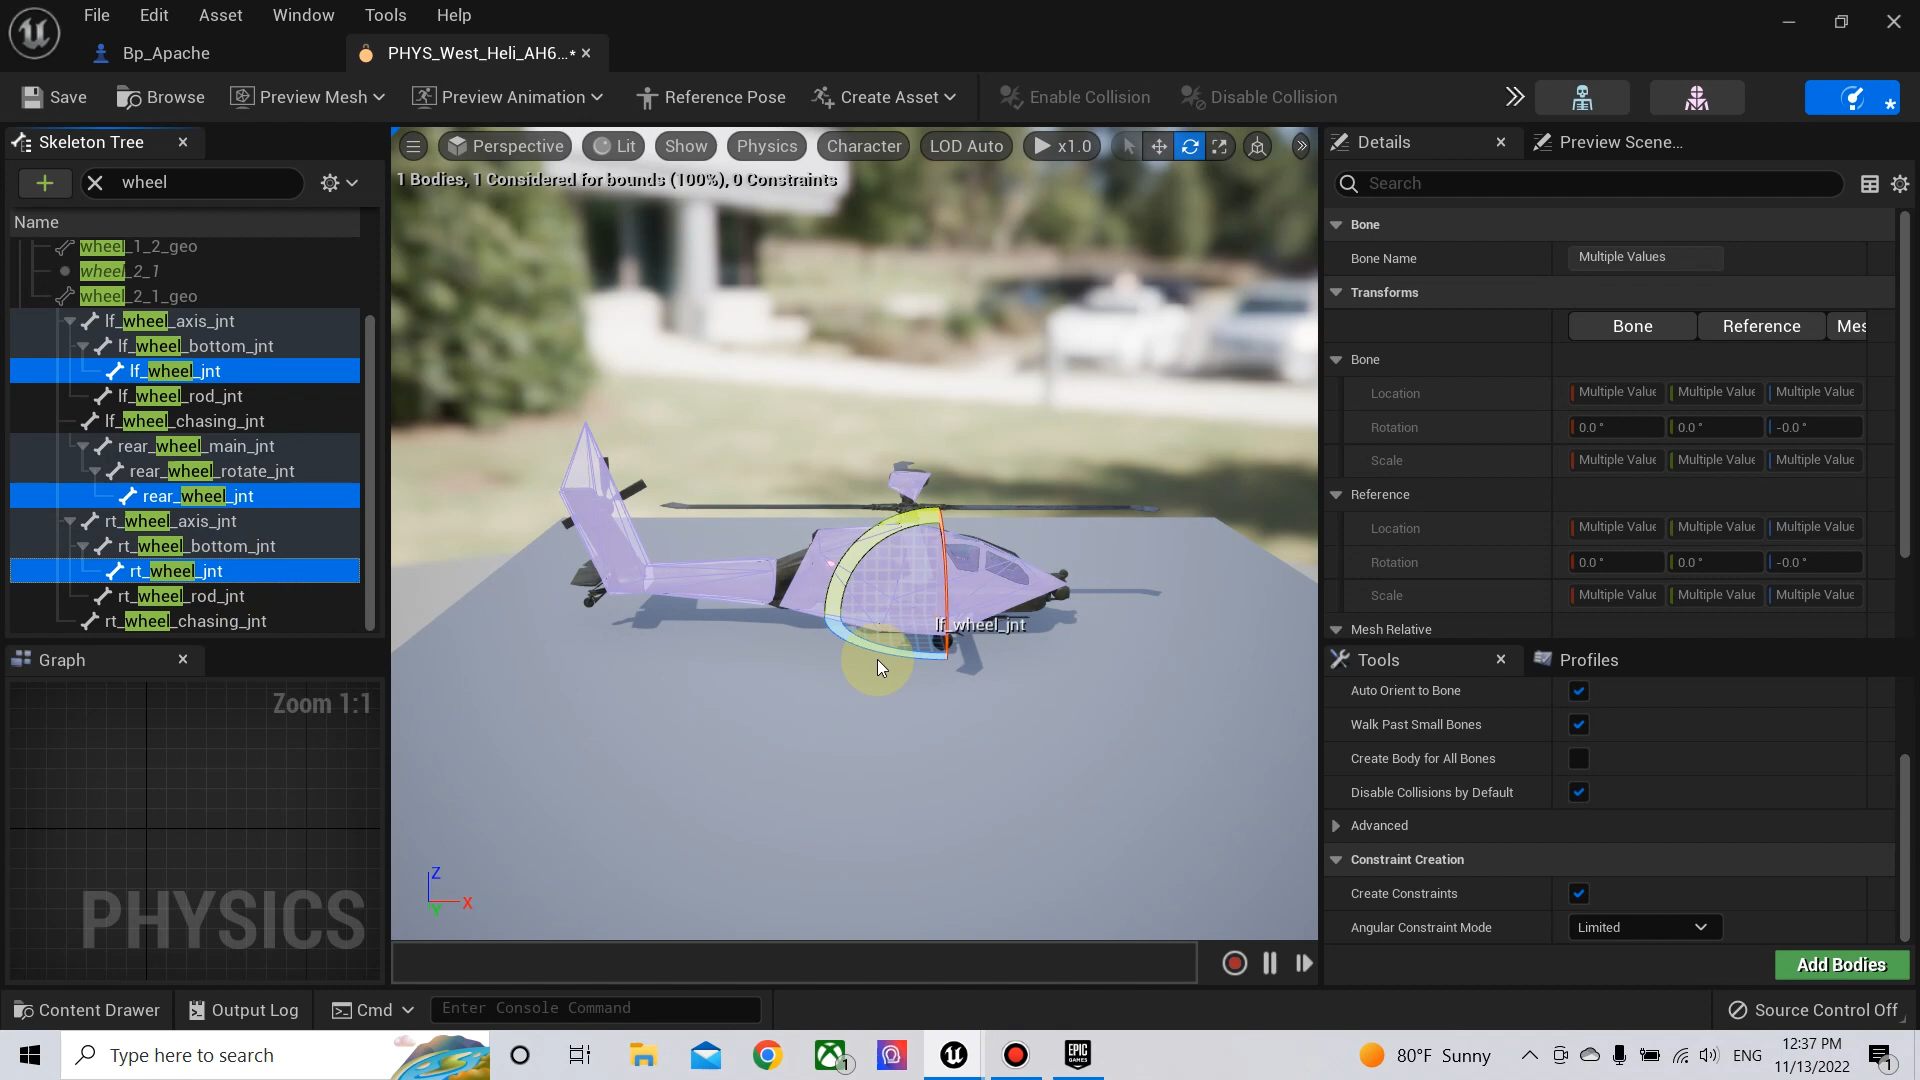 File Edit Asset Window Tools Help
Bp_Apache
PHYS_West_Heli_AH6...*
Save Browse Preview Mesh Preview Animation Reference Pose Create Asset Enable Collision Disable Collision
Skeleton Tree
wheel
Name
wheel_1_2_geo
wheel_2_1
wheel_2_1_geo
lf_wheel_axis_jnt
lf_wheel_bottom_jnt
lf_wheel_jnt
lf_wheel_rod_jnt
lf_wheel_chasing_jnt
rear_wheel_main_jnt
rear_wheel_rotate_jnt
rear_wheel_jnt
rt_wheel_axis_jnt
rt_wheel_bottom_jnt
rt_wheel_jnt
rt_wheel_rod_jnt
rt_wheel_chasing_jnt
Graph
Zoom 1:1
PHYSICS
Perspective Lit Show Physics Character LOD Auto x1.0
1 Bodies, 1 Considered for bounds (100%), 0 Constraints
lf_wheel_jnt
Z
X
Y
Details Preview Scene...
Search
Bone
Bone Name Multiple Values
Transforms
Bone Reference Mes
Bone
Location Multiple Value Multiple Value Multiple Value
Rotation 0.0 ° 0.0 ° -0.0 °
Scale Multiple Value Multiple Value Multiple Value
Reference
Location Multiple Value Multiple Value Multiple Value
Rotation 0.0 ° 0.0 ° -0.0 °
Scale Multiple Value Multiple Value Multiple Value
Mesh Relative
Tools Profiles
Auto Orient to Bone
Walk Past Small Bones
Create Body for All Bones
Disable Collisions by Default
Advanced
Constraint Creation
Create Constraints
Angular Constraint Mode Limited
Add Bodies
Content Drawer Output Log Cmd Enter Console Command Source Control Off
Type here to search
1
EPIC GAMES
80°F Sunny
ENG
12:37 PM
11/13/2022
1